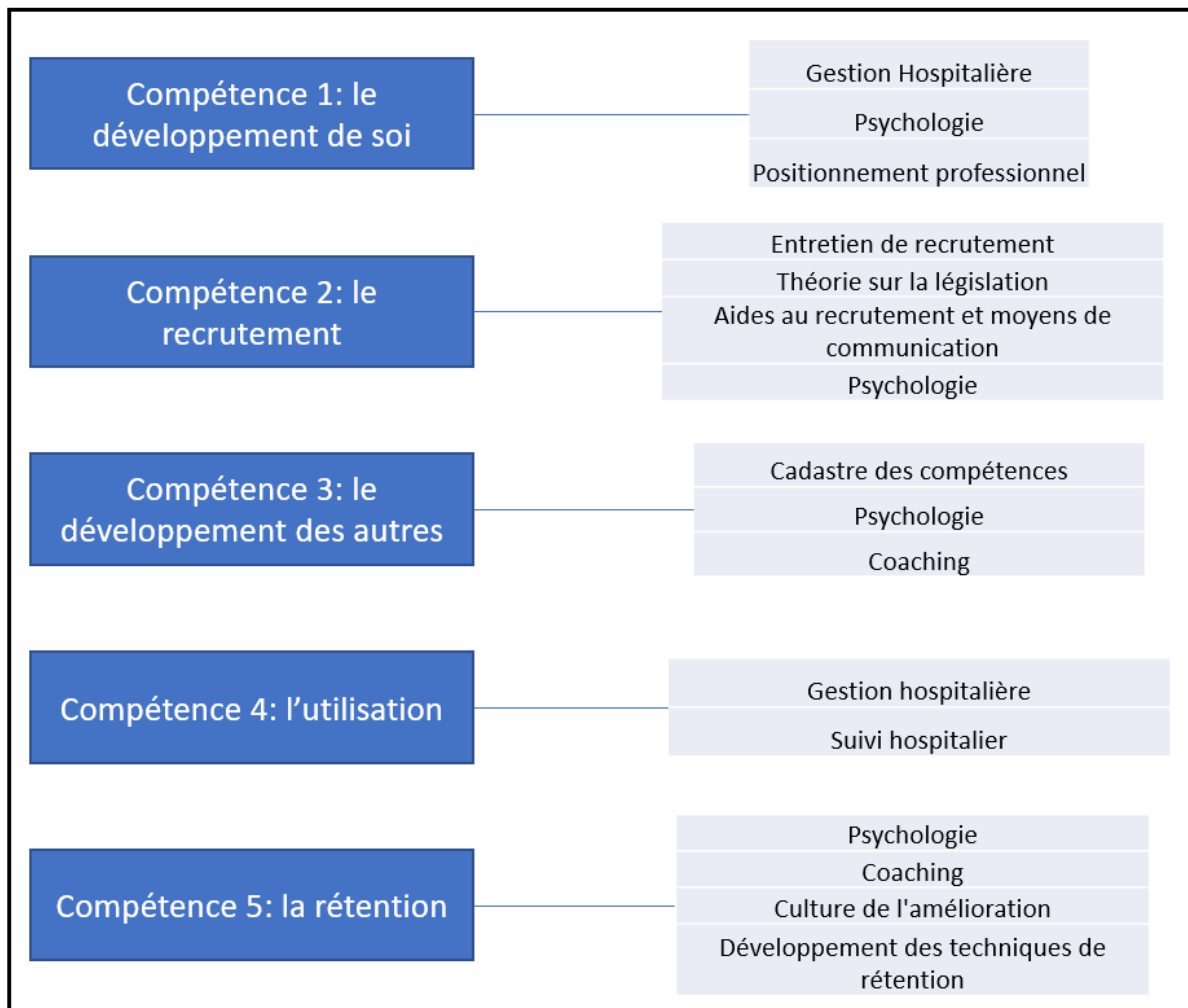 Compétence 1: le
développement de soi
Gestion Hospitalière
Psychologie
Positionnement professionnel
Compétence 2: le
recrutement
Entretien de recrutement
Théorie sur la législation
Aides au recrutement et moyens de
communication
Psychologie
Compétence 3: le
développement des autres
Cadastre des compétences
Psychologie
Coaching
Compétence 4: l’utilisation
Gestion hospitalière
Suivi hospitalier
Compétence 5: la rétention
Psychologie
Coaching
Culture de l'amélioration
Développement des techniques de
rétention